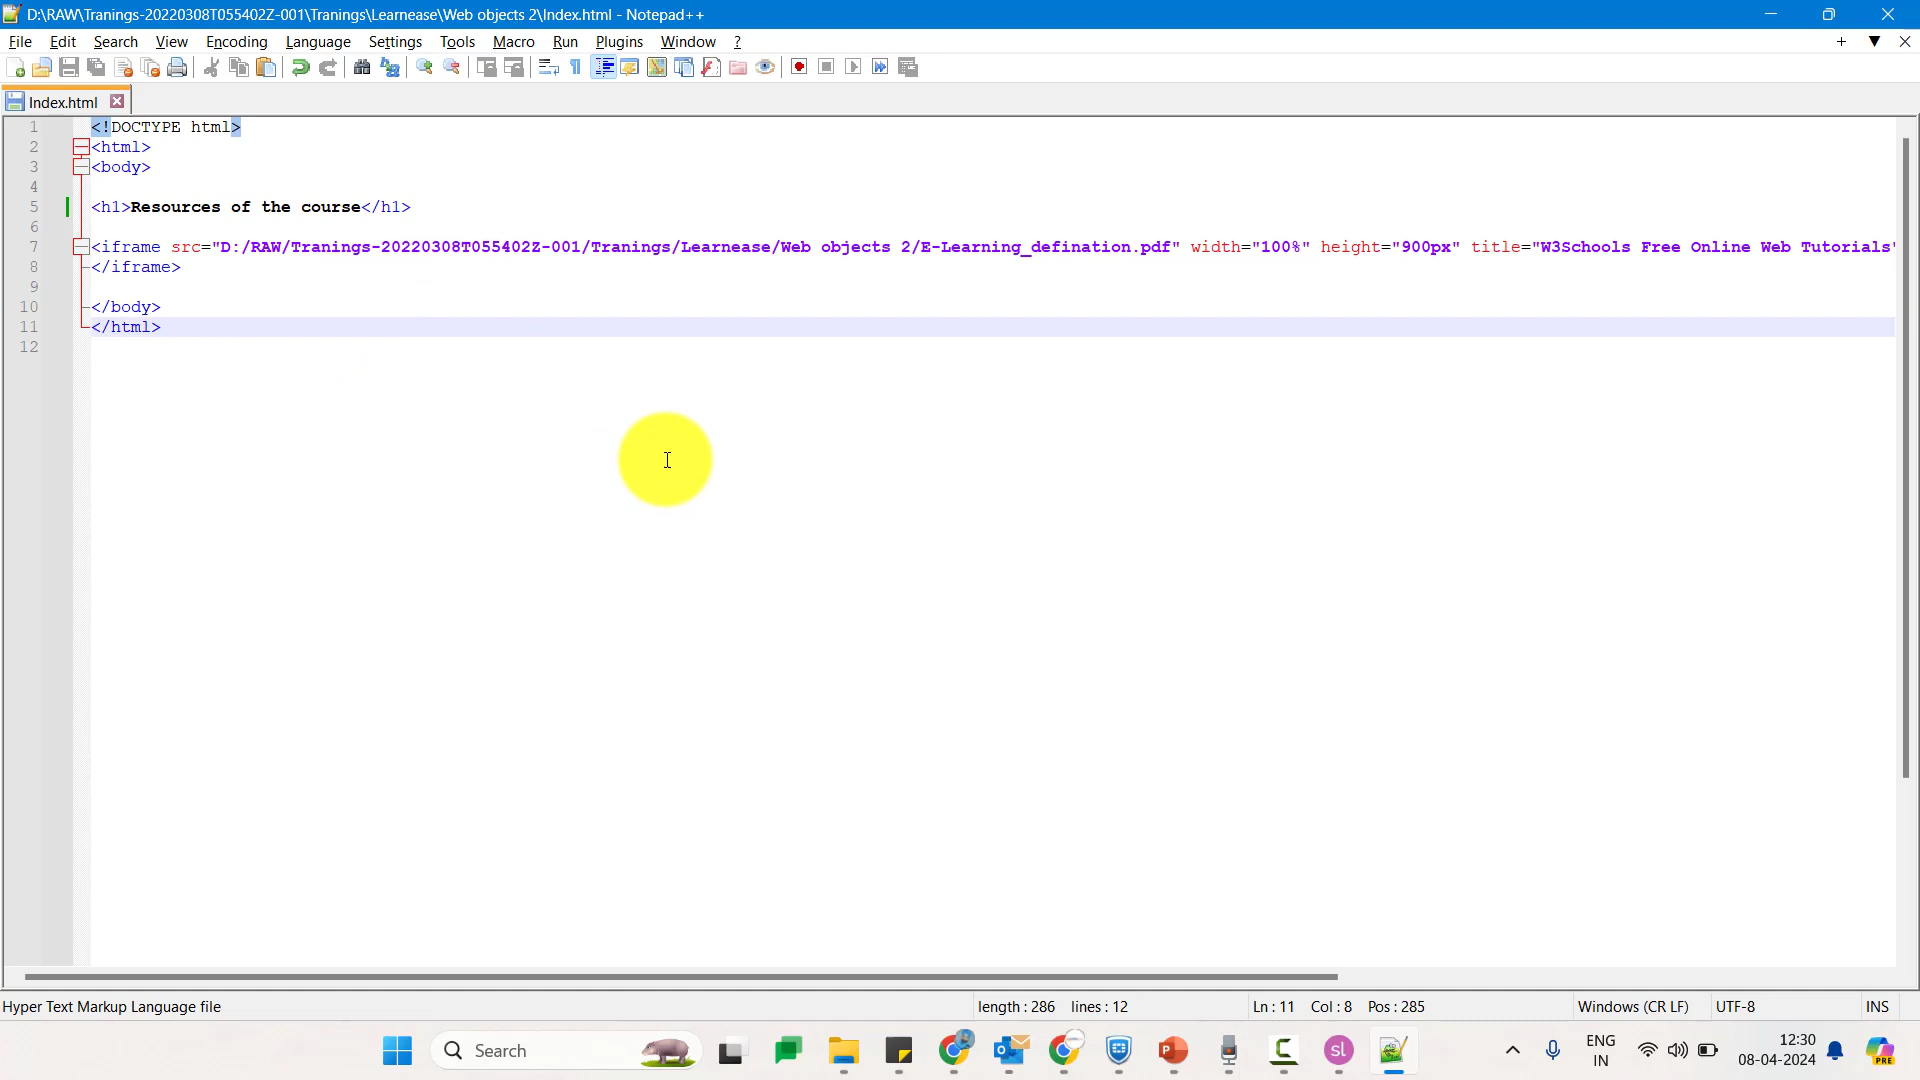 D:\RAW\Tranings-20220308T055402Z-001\Tranings\Learnease\Web objects 2\Index.html - Notepad++
File Edit Search View Encoding Language Settings Tools Macro Run Plugins Window ?
Index.html
1 <!DOCTYPE html>
2 <html>
3 <body>
4
5 <h1>Resources of the course</h1>
6
7 <iframe src="D:/RAW/Tranings-20220308T055402Z-001/Tranings/Learnease/Web objects 2/E-Learning_defination.pdf" width="100%" height="900px" title="W3Schools Free Online Web Tutorials"
8 </iframe>
9
10 </body>
11 </html>
12
Hyper Text Markup Language file length : 286 lines : 12 Ln : 11 Col : 8 Pos : 285 Windows (CR LF) UTF-8 INS
Search sl ENG IN 12:30 08-04-2024 PRE